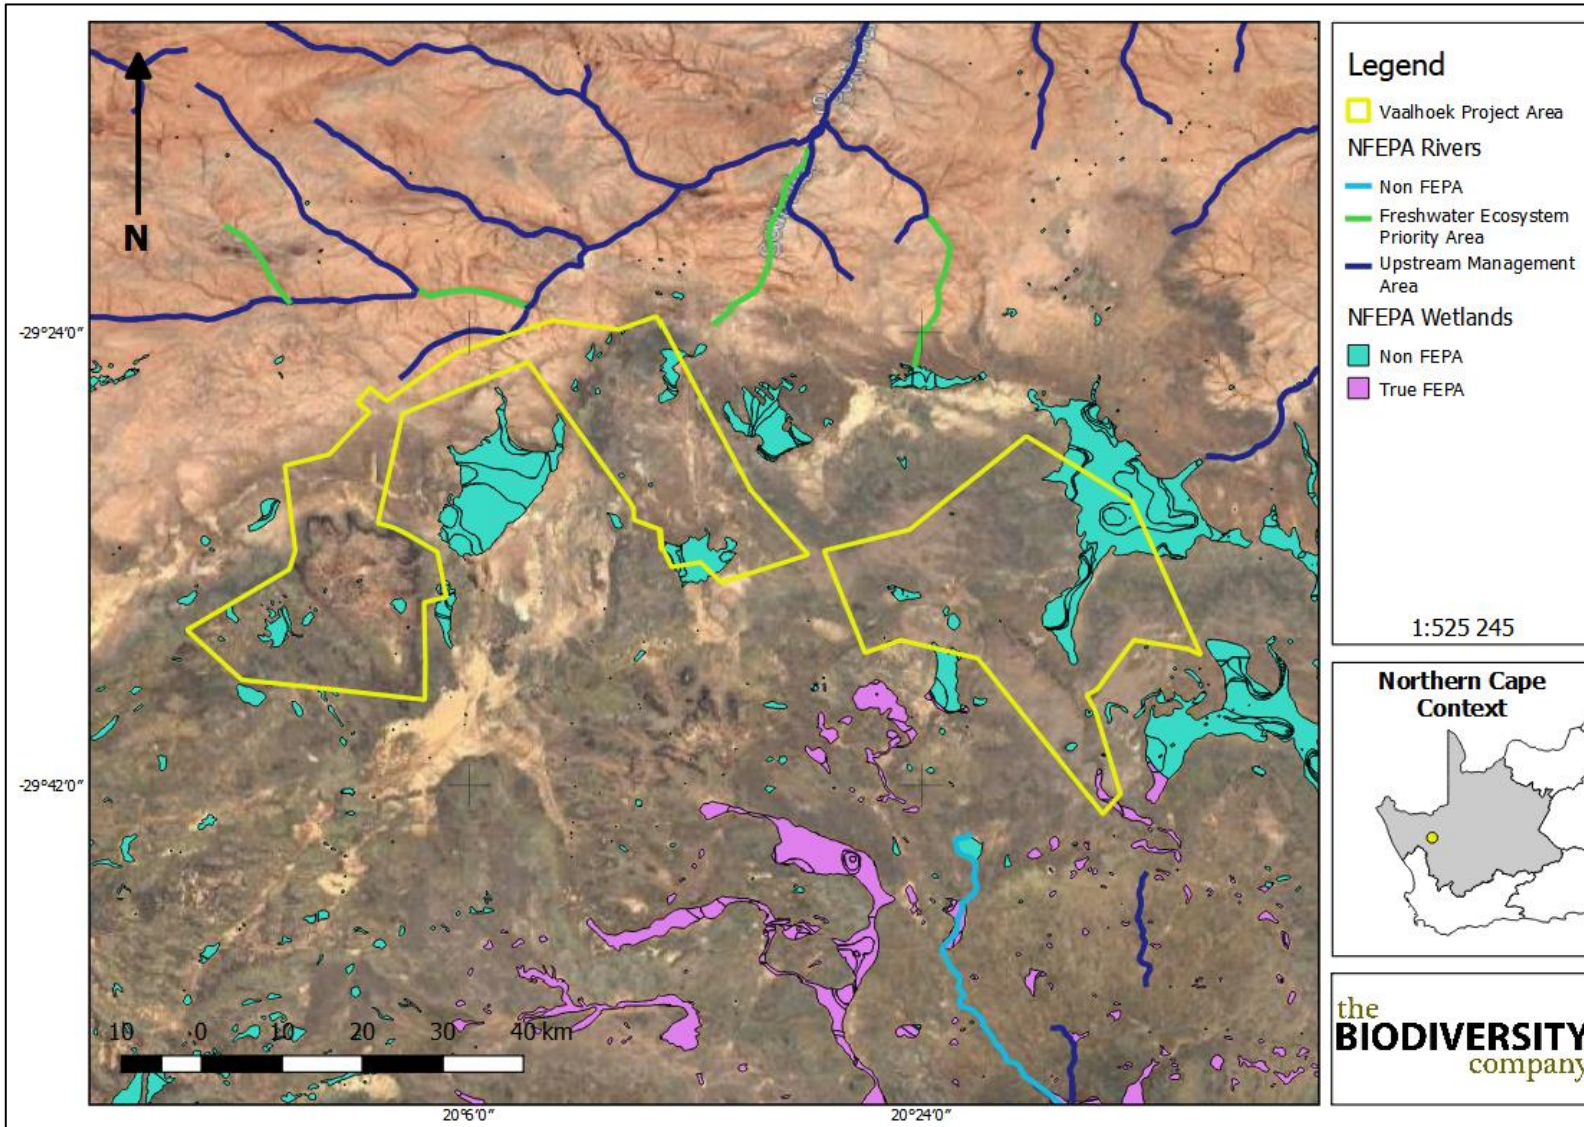 N
-29°24'0"
-29°42'0"
20°6'0"
20°24'0"
10 0 10 20 30 40 km
Legend
Vaalhoek Project Area
NFEPA Rivers
Non FEPA
Freshwater Ecosystem
Priority Area
Upstream Management
Area
NFEPA Wetlands
Non FEPA
True FEPA
1:525 245
Northern Cape
Context
the
BIODIVERSITY
company